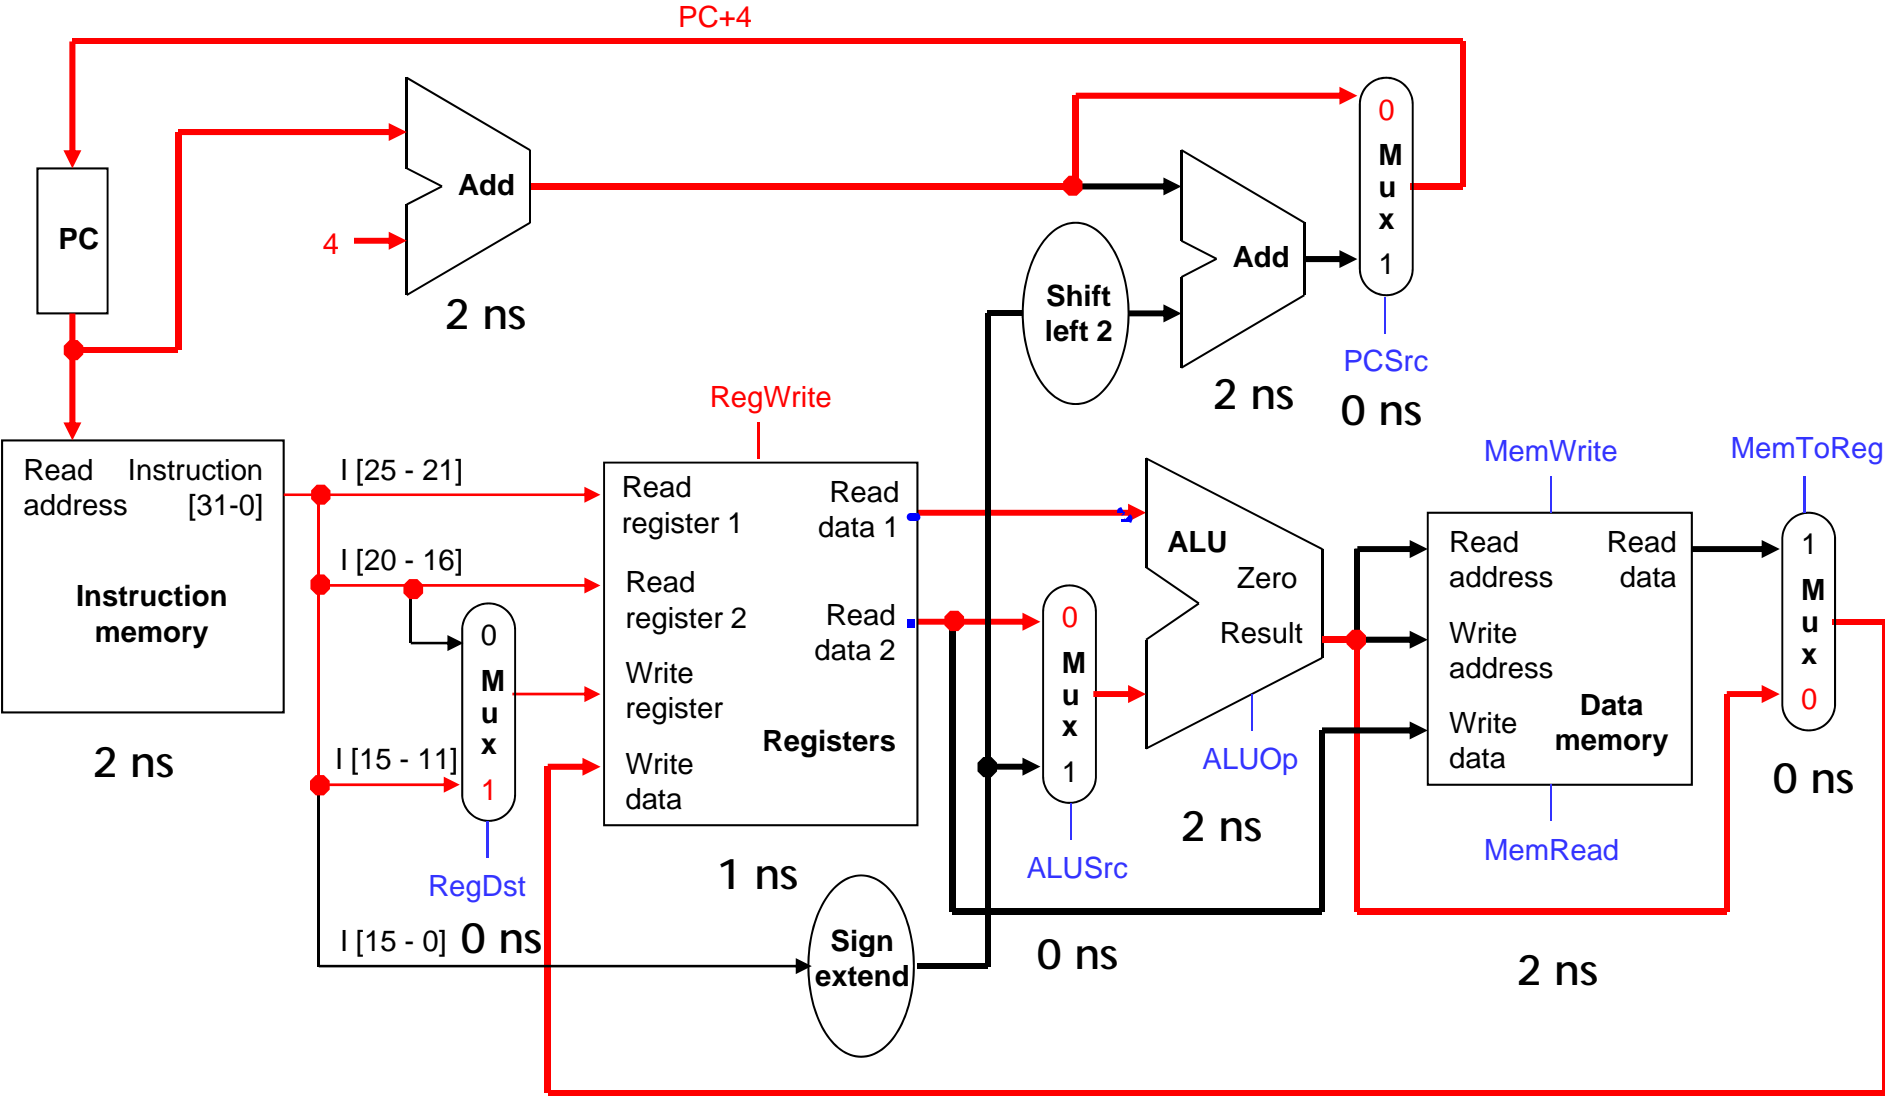 PC+4
PC
4
Add
2 ns
Shift
left 2
Add
2 ns
0
M
u
x
1
PCSrc
0 ns
Read
address
Instruction
[31-0]
Instruction
memory
2 ns
I [25 - 21]
I [20 - 16]
I [15 - 11]
I [15 - 0]
0
M
u
x
1
RegDst
0 ns
RegWrite
Read
register 1
Read
register 2
Write
register
Write
data
Read
data 1
Read
data 2
Registers
1 ns
Sign
extend
0
M
u
x
1
ALUSrc
0 ns
ALU
Zero
Result
ALUOp
2 ns
MemWrite
Read
address
Write
address
Write
data
Read
data
Data
memory
MemRead
2 ns
MemToReg
1
M
u
x
0
0 ns